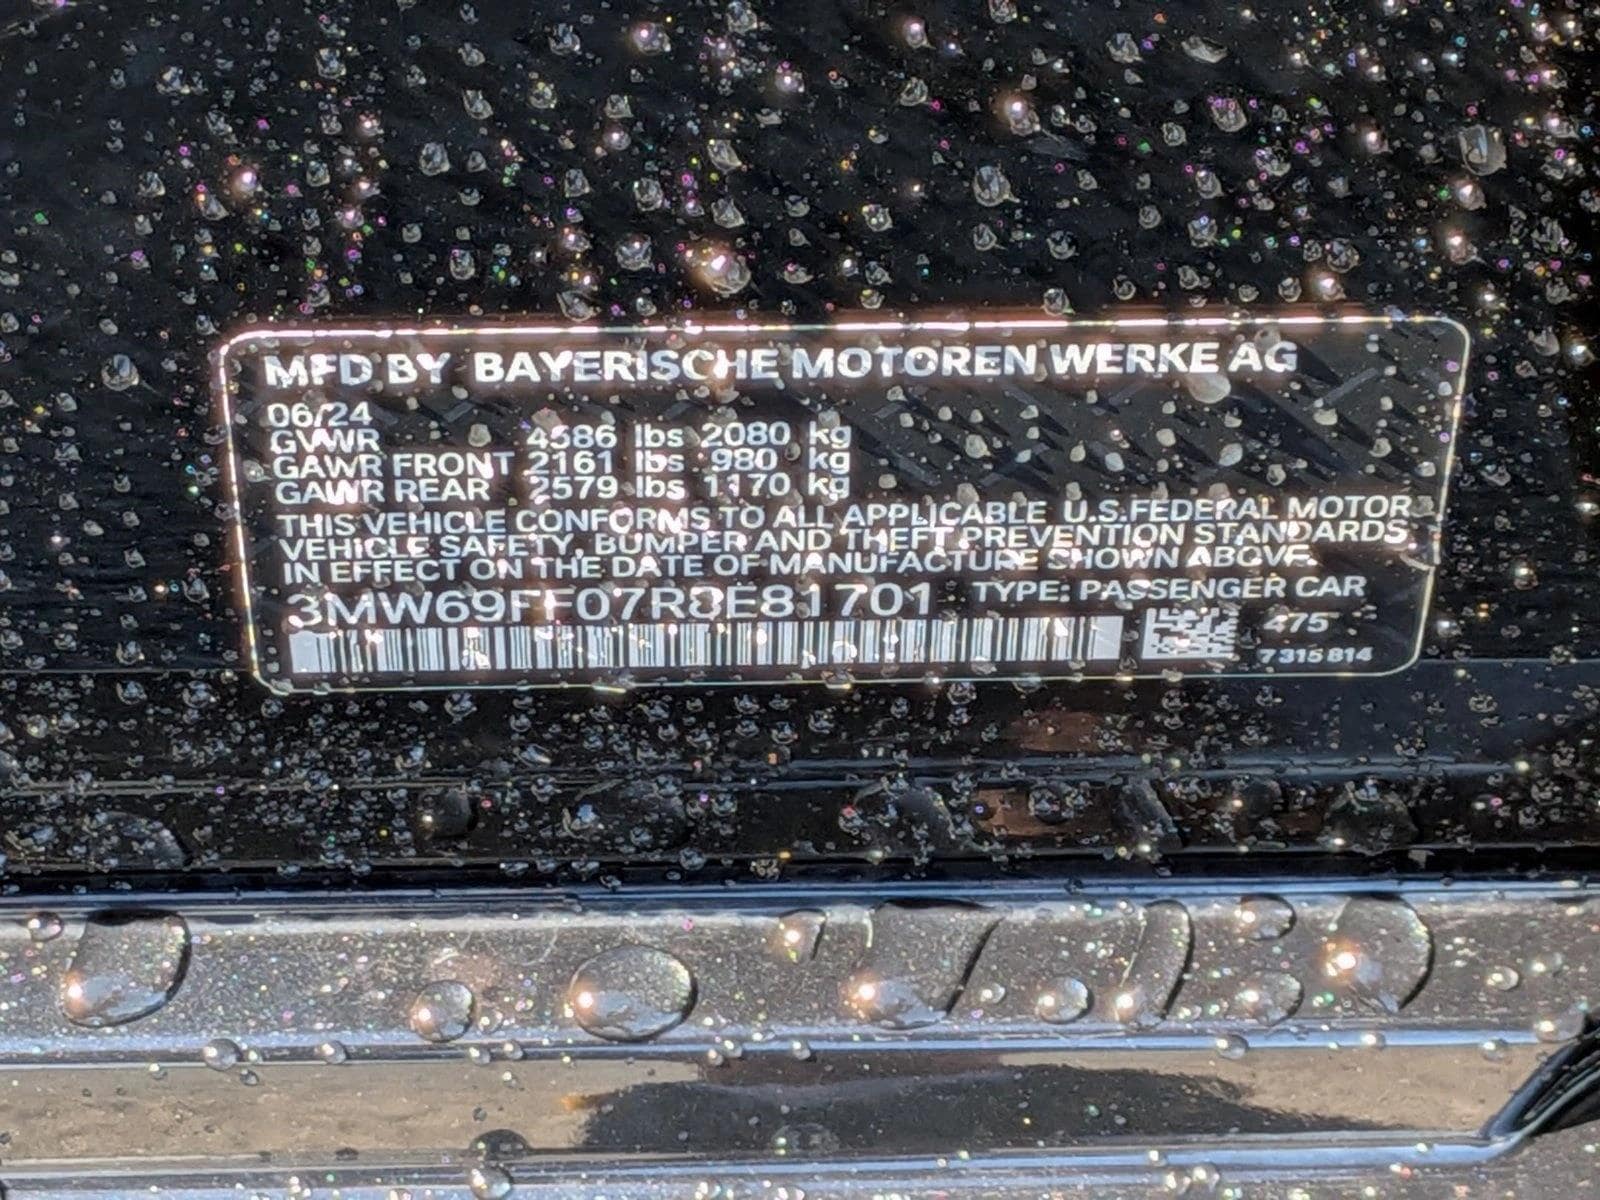 MFD BY BAYERISCHE MOTOREN WERKE AG
06/24
GVWR 4586 lbs 2080 kg
GAWR FRONT 2161 lbs 980 kg
GAWR REAR 2579 lbs 1170 kg
THIS VEHICLE CONFORMS TO ALL APPLICABLE U.S.FEDERAL MOTOR
VEHICLE SAFETY, BUMPER AND THEFT PREVENTION STANDARDS
IN EFFECT ON THE DATE OF MANUFACTURE SHOWN ABOVE.
3MW69FF07R8E81701 TYPE: PASSENGER CAR
475
7 315 814